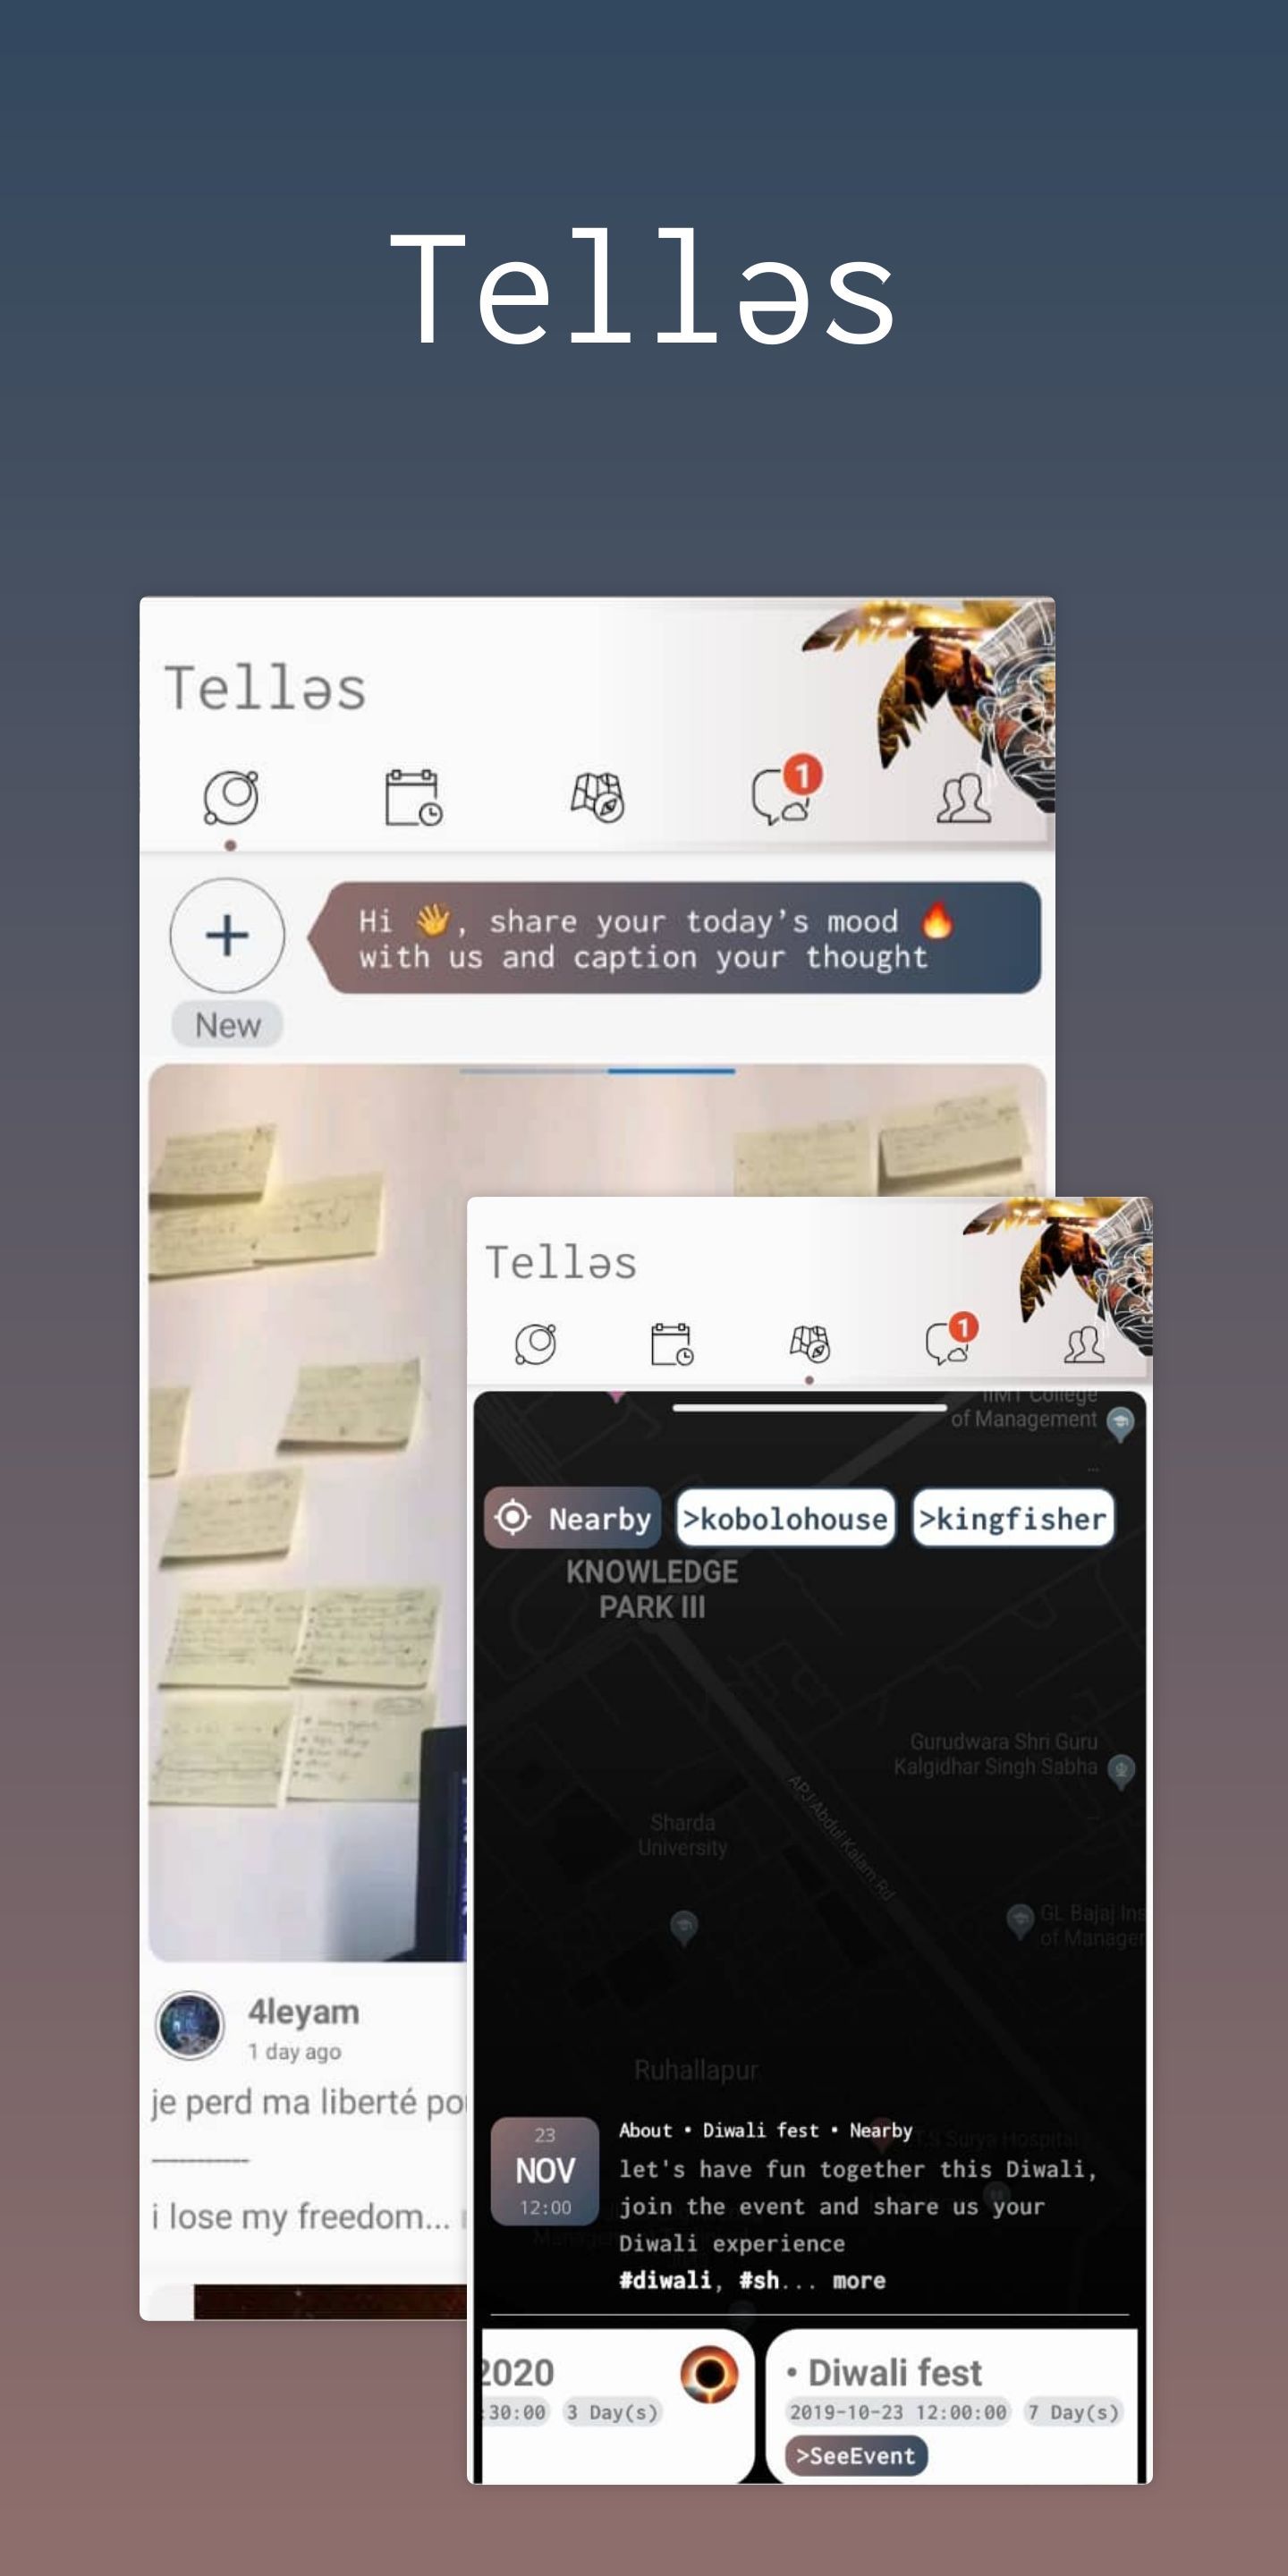 Telləs
Telləs
1
Hi 👋, share your today's mood 🔥
with us and caption your thought
New
4leyam
1 day ago
je perd ma liberté
___________
i lose my freedom...
Telləs
1
IIMT College
of Management
...
Nearby
>kobolohouse
>kingfisher
KNOWLEDGE
PARK III
Gurudwara Shri Guru
Kalgidhar Singh Sabha
Sharda
University
APJ Abdul Kalam Rd
GL Bajaj Ins
of Manager
Ruhallapur
23
NOV
12:00
About • Diwali fest • Nearby
Surya Hospital
let's have fun together this Diwali,
join the event and share us your
Diwali experience
#diwali, #sh... more
2020
:30:00
3 Day(s)
• Diwali fest
2019-10-23 12:00:00
7 Day(s)
>SeeEvent